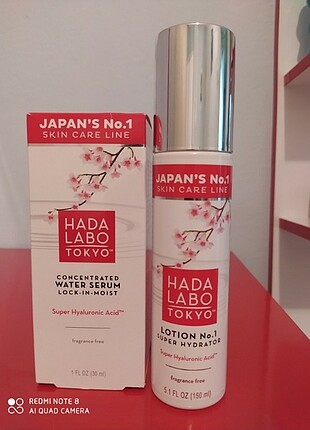 JAPAN'S No.1
SKIN CARE LINE
HADA
LABO
TOKYO™
CONCENTRATED
WATER SERUM
LOCK-IN-MOIST
Super Hyaluronic Acid™
fragrance free
1 FL OZ (30 ml)
JAPAN'S No.1
SKIN CARE LINE
HADA
LABO
TOKYO™
LOTION No.1
SUPER HYDRATOR
Super Hyaluronic Acid™
fragrance free
5.1 FL OZ (150 ml)
REDMI NOTE 8
AI QUAD CAMERA